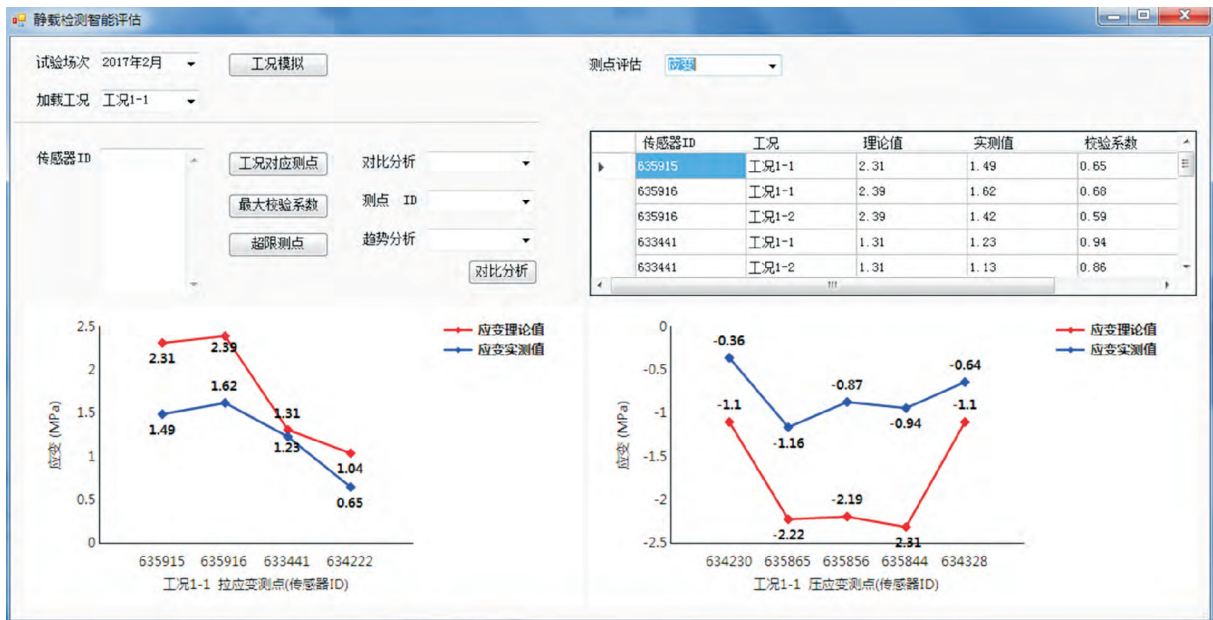 静载检测智能评估
试验场次 2017年2月 工况模拟
加载工况 工况1-1
测点评估 应变
传感器ID
工况对应测点
最大校验系数
超限测点
对比分析
测点 ID
趋势分析
对比分析
传感器ID 工况 理论值 实测值 校验系数
635915 工况1-1 2.31 1.49 0.65
635916 工况1-1 2.39 1.62 0.68
635916 工况1-2 2.39 1.42 0.59
633441 工况1-1 1.31 1.23 0.94
633441 工况1-2 1.31 1.13 0.86
应变理论值
应变实测值
应变 (MPa)
2.5
2
1.5
1
0.5
0
2.31
2.39
1.31
1.04
1.49
1.62
1.23
0.65
635915 635916 633441 634222
工况1-1 拉应变测点(传感器ID)
应变理论值
应变实测值
应变 (MPa)
0
-0.5
-1
-1.5
-2
-2.5
-0.36
-1.16
-0.87
-0.94
-0.64
-1.1
-2.22
-2.19
2.31
-1.1
634230 635865 635856 635844 634328
工况1-1 压应变测点(传感器ID)